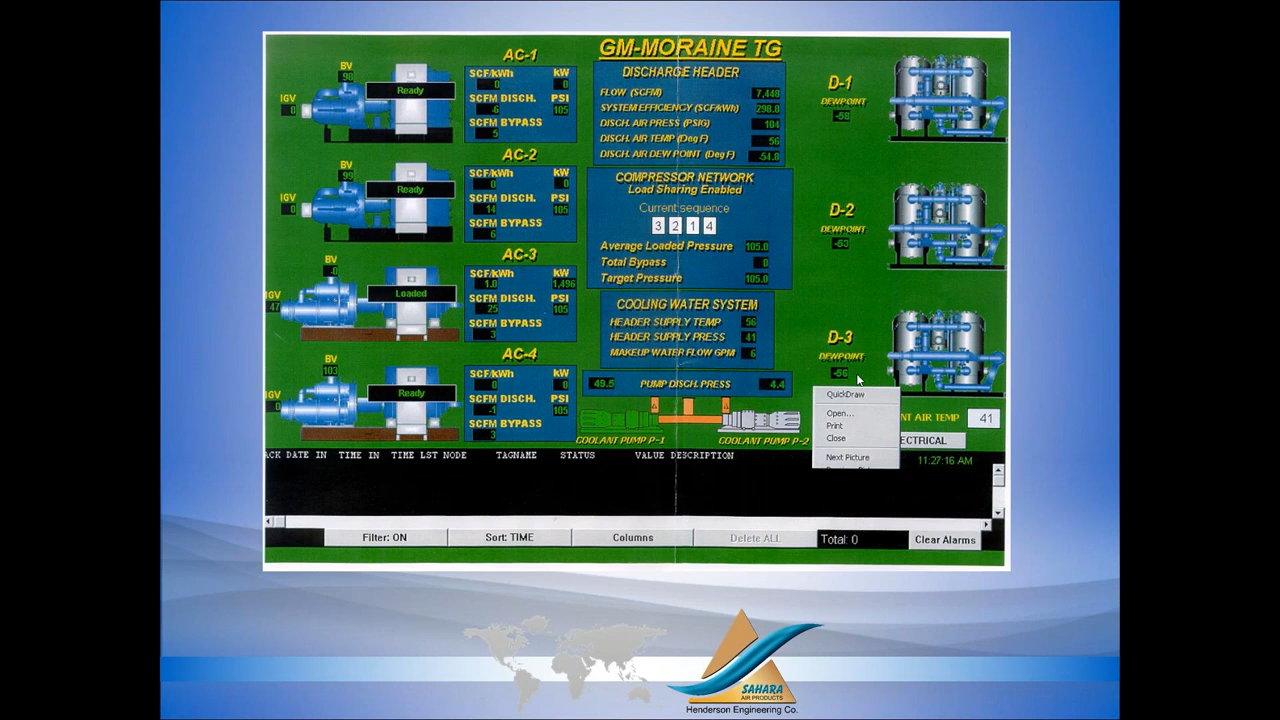 GM-MORAINE TG
AC-1
BV
98
IGV
0
Ready
SCF/kWh kW
0 0
SCFM DISCH. PSI
-6 105
SCFM BYPASS
5
AC-2
BV
99
IGV
0
Ready
SCF/kWh kW
0 0
SCFM DISCH. PSI
14 105
SCFM BYPASS
6
AC-3
BV
-0
IGV
47
Loaded
SCF/kWh kW
1.0 1,496
SCFM DISCH. PSI
25 105
SCFM BYPASS
3
AC-4
BV
103
IGV
0
Ready
SCF/kWh kW
0 0
SCFM DISCH. PSI
-1 105
SCFM BYPASS
3
DISCHARGE HEADER
FLOW (SCFM) 7,448
SYSTEM EFFICIENCY (SCF/kWh) 298.8
DISCH. AIR PRESS (PSIG) 104
DISCH. AIR TEMP (Deg F) 56
DISCH. AIR DEW POINT (Deg F) -54.8
COMPRESSOR NETWORK
Load Sharing Enabled
Current sequence
3 2 1 4
Average Loaded Pressure 105.0
Total Bypass 0
Target Pressure 105.0
COOLING WATER SYSTEM
HEADER SUPPLY TEMP 56
HEADER SUPPLY PRESS 41
MAKEUP WATER FLOW GPM 6
49.5 PUMP DISCH. PRESS 4.4
COOLANT PUMP P-1 COOLANT PUMP P-2
D-1
DEWPOINT
-58
D-2
DEWPOINT
-53
D-3
DEWPOINT
-56
QuickDraw
Open...
Print
Close
Next Picture
NT AIR TEMP 41
ECTRICAL
11:27:16 AM
ACK DATE IN TIME IN TIME LST NODE TAGNAME STATUS VALUE DESCRIPTION
Filter: ON Sort: TIME Columns Delete ALL Total: 0 Clear Alarms
SAHARA
AIR PRODUCTS
Henderson Engineering Co.